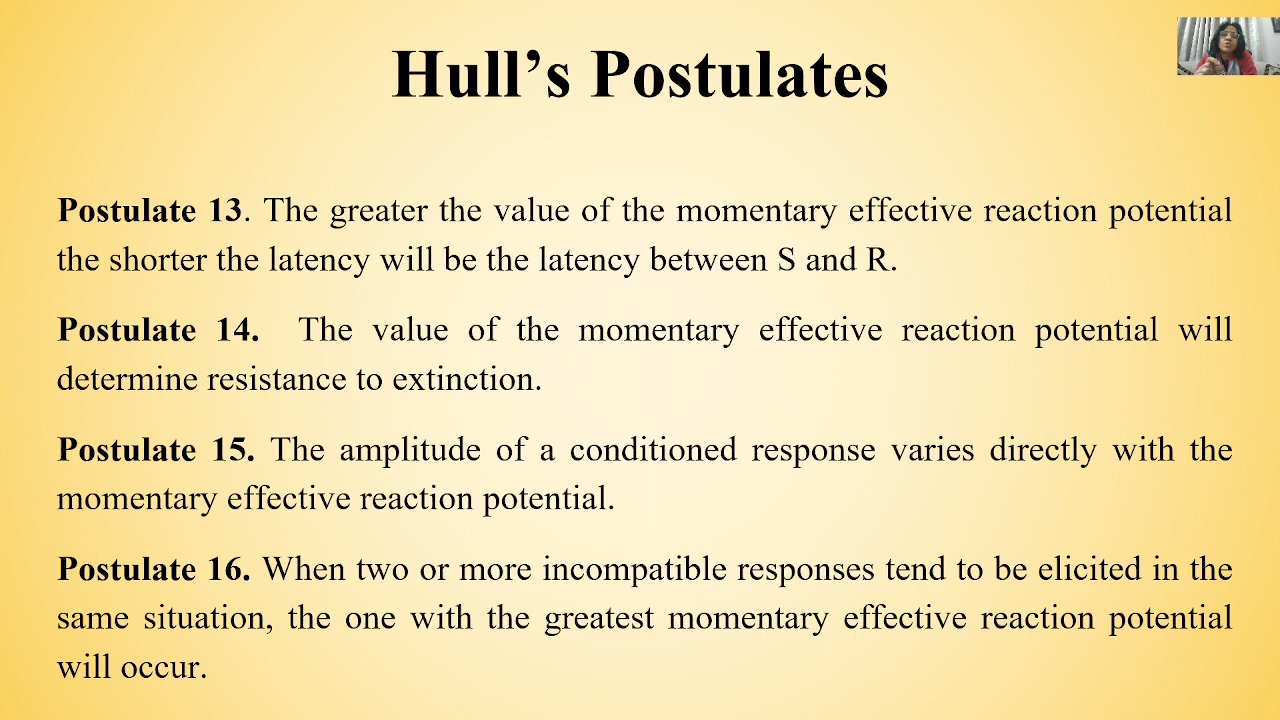 Hull’s Postulates
Postulate 13. The greater the value of the momentary effective reaction potential
the shorter the latency will be the latency between S and R.
Postulate 14. The value of the momentary effective reaction potential will
determine resistance to extinction.
Postulate 15. The amplitude of a conditioned response varies directly with the
momentary effective reaction potential.
Postulate 16. When two or more incompatible responses tend to be elicited in the
same situation, the one with the greatest momentary effective reaction potential
will occur.